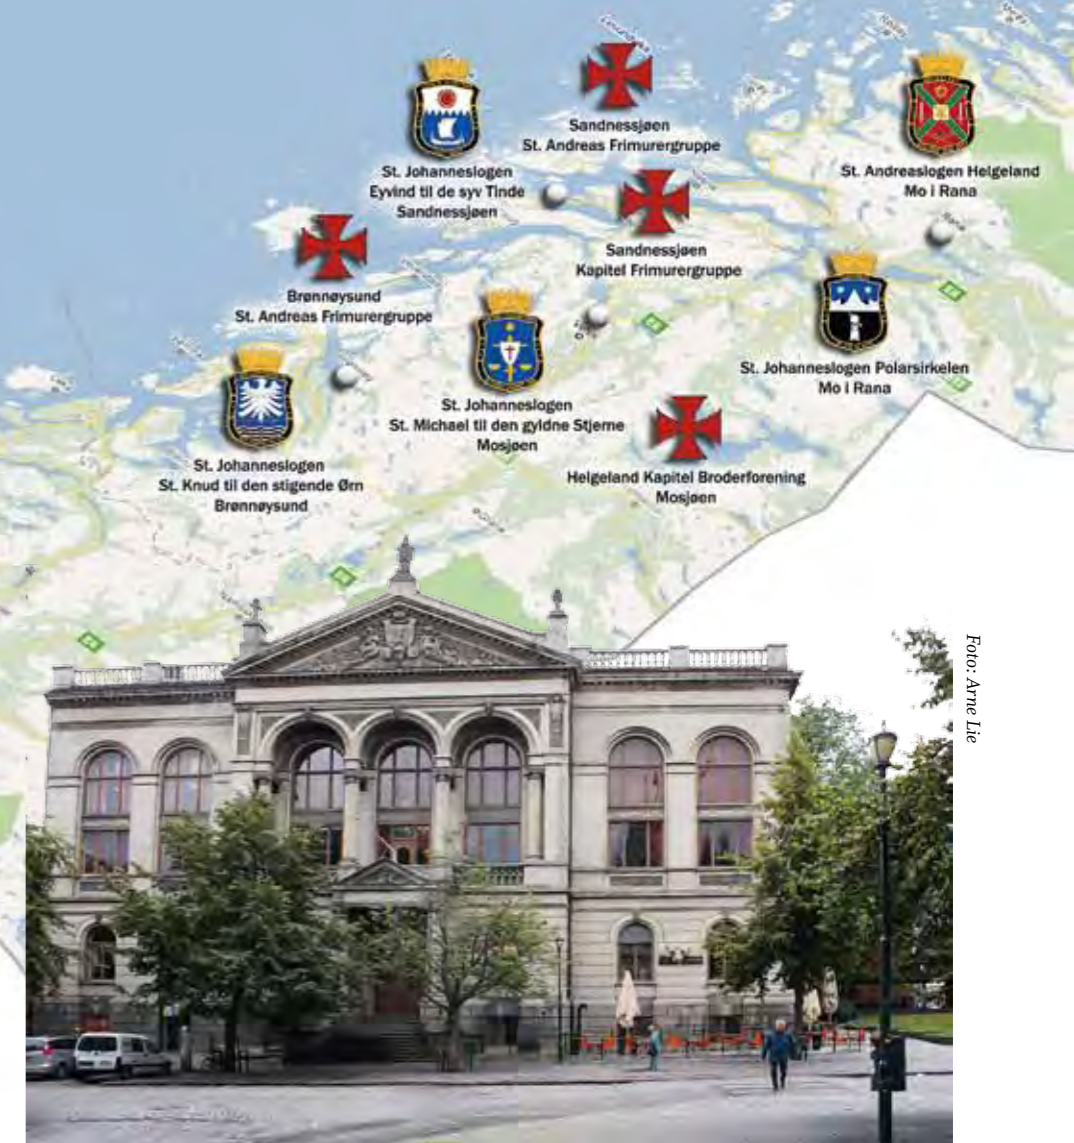 Sandnessjøen
St. Andreas Frimurergruppe
St. Johanneslogen
Eyvind til de syv Tinde
Sandnessjøen
St. Andreaslogen Helgeland
Mo i Rana
Sandnessjøen
Kapitel Frimurergruppe
Brønnøysund
St. Andreas Frimurergruppe
St. Johanneslogen Polarsirkelen
Mo i Rana
St. Johanneslogen
St. Michael til den gyldne Stjerne
Mosjøen
St. Johanneslogen
St. Knud til den stigende Ørn
Brønnøysund
Helgeland Kapitel Broderforening
Mosjøen
Foto: Arne Lie